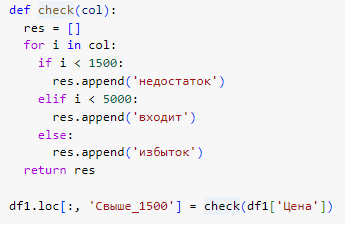 def check(col):
  res = []
  for i in col:
    if i < 1500:
      res.append('недостаток')
    elif i < 5000:
      res.append('входит')
    else:
      res.append('избыток')
  return res

df1.loc[:, 'Свыше_1500'] = check(df1['Цена'])